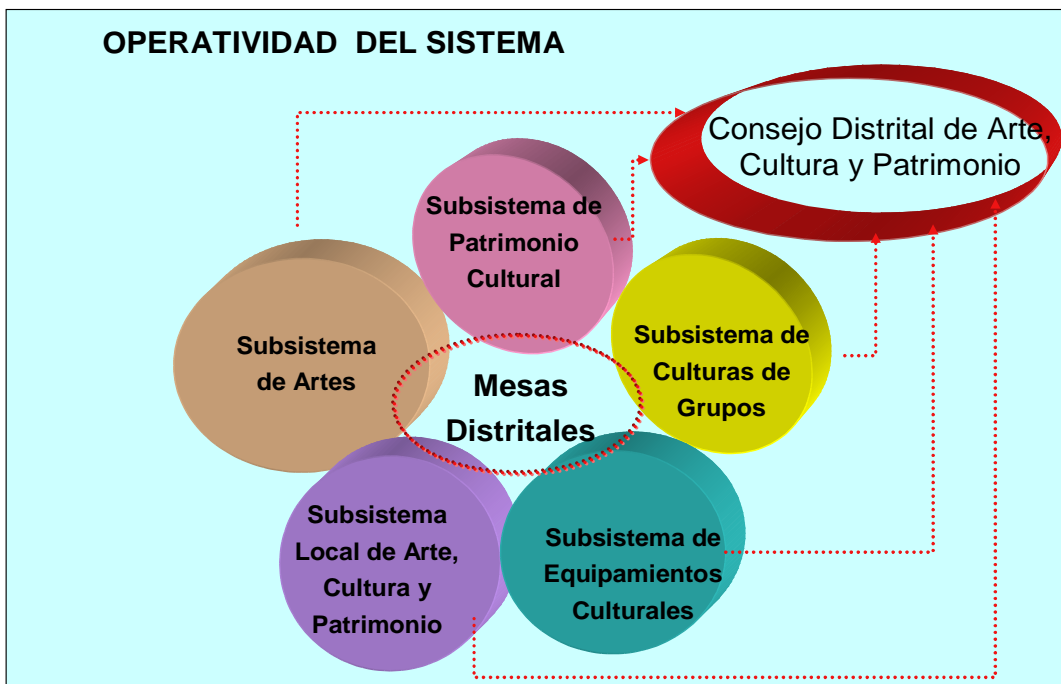 OPERATIVIDAD DEL SISTEMA
Consejo Distrital de Arte,
Cultura y Patrimonio
Subsistema de
Patrimonio
Cultural
Subsistema
de Artes
Subsistema de
Culturas de
Grupos
Mesas
Distritales
Subsistema
Local de Arte,
Cultura y
Patrimonio
Subsistema de
Equipamientos
Culturales